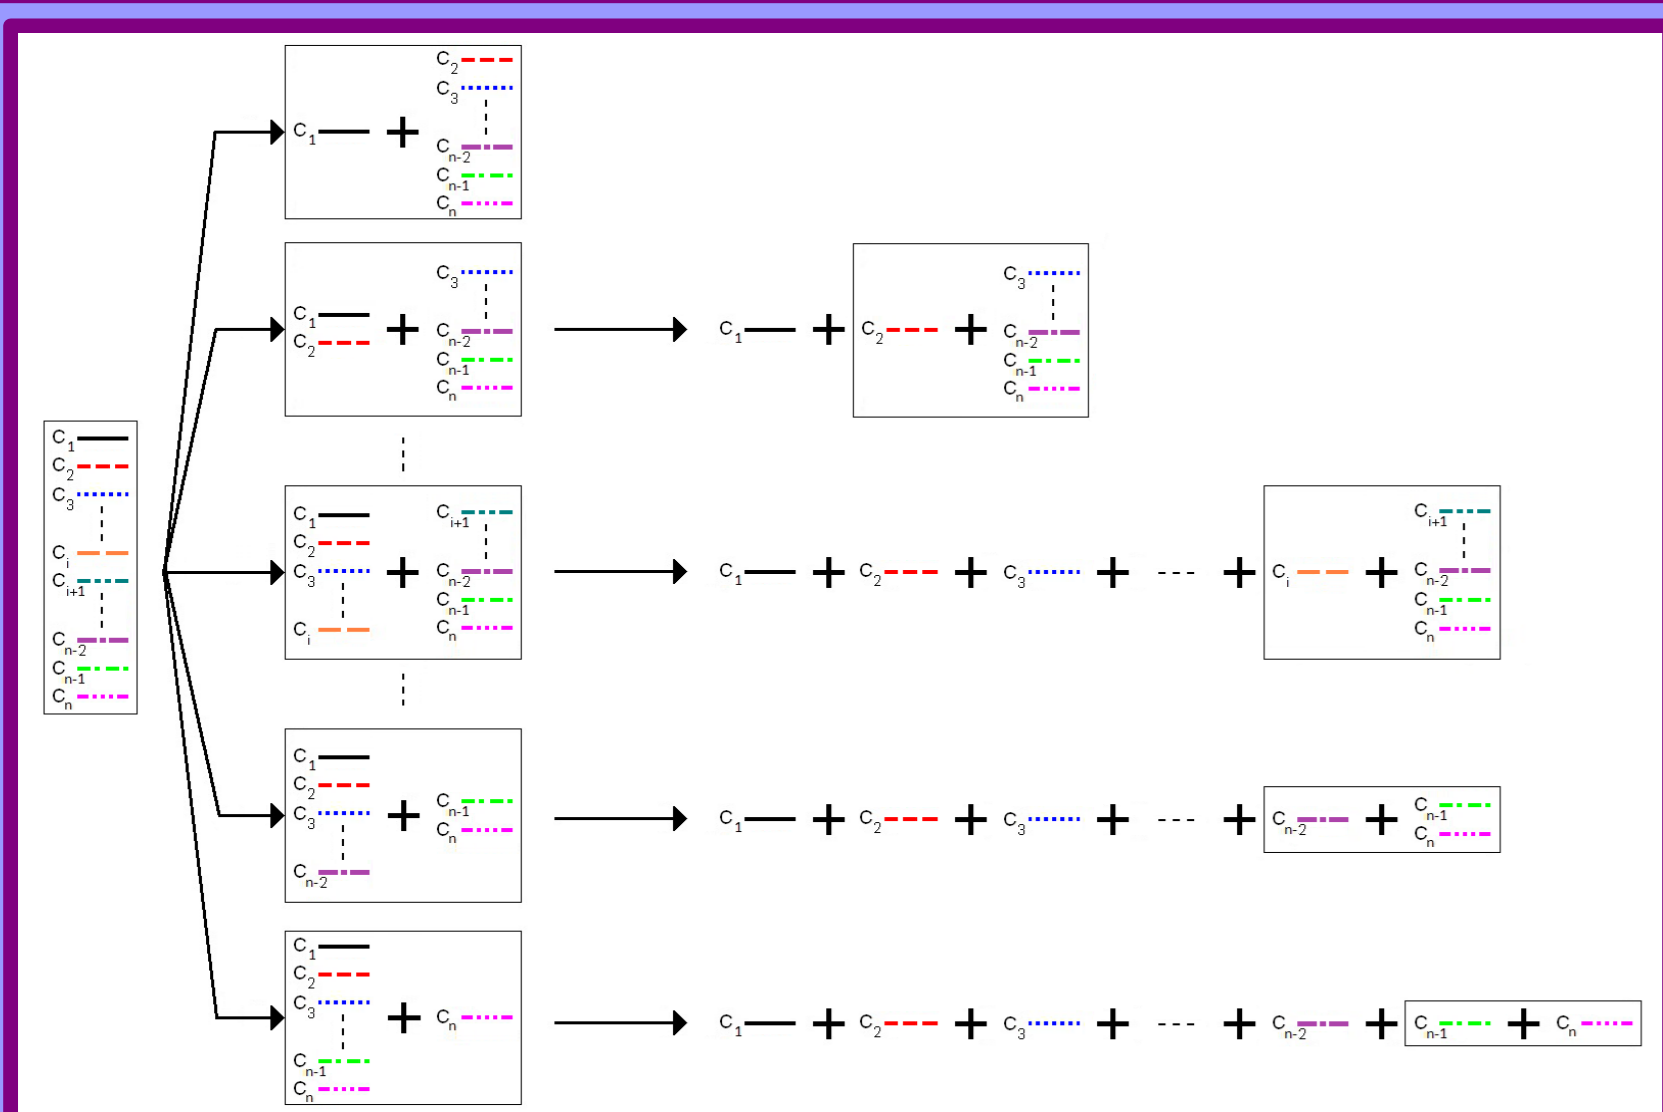 C1 + C2
C3
Cn-2
Cn-1
Cn
C1
C2
+ C3
Cn-2
Cn-1
Cn
C1 + C2 + C3
Cn-2
Cn-1
Cn
C1
C2
C3
Ci
Ci+1
Cn-2
Cn-1
Cn
C1
C2
C3
Ci
+ Ci+1
Cn-2
Cn-1
Cn
C1 + C2 + C3 + --- + Ci + Ci+1
Cn-2
Cn-1
Cn
C1
C2
C3
Cn-2
+ Cn-1
Cn
C1 + C2 + C3 + --- + Cn-2 + Cn-1
Cn
C1
C2
C3
Cn-1
Cn
+ Cn
C1 + C2 + C3 + --- + Cn-2 + Cn-1 + Cn